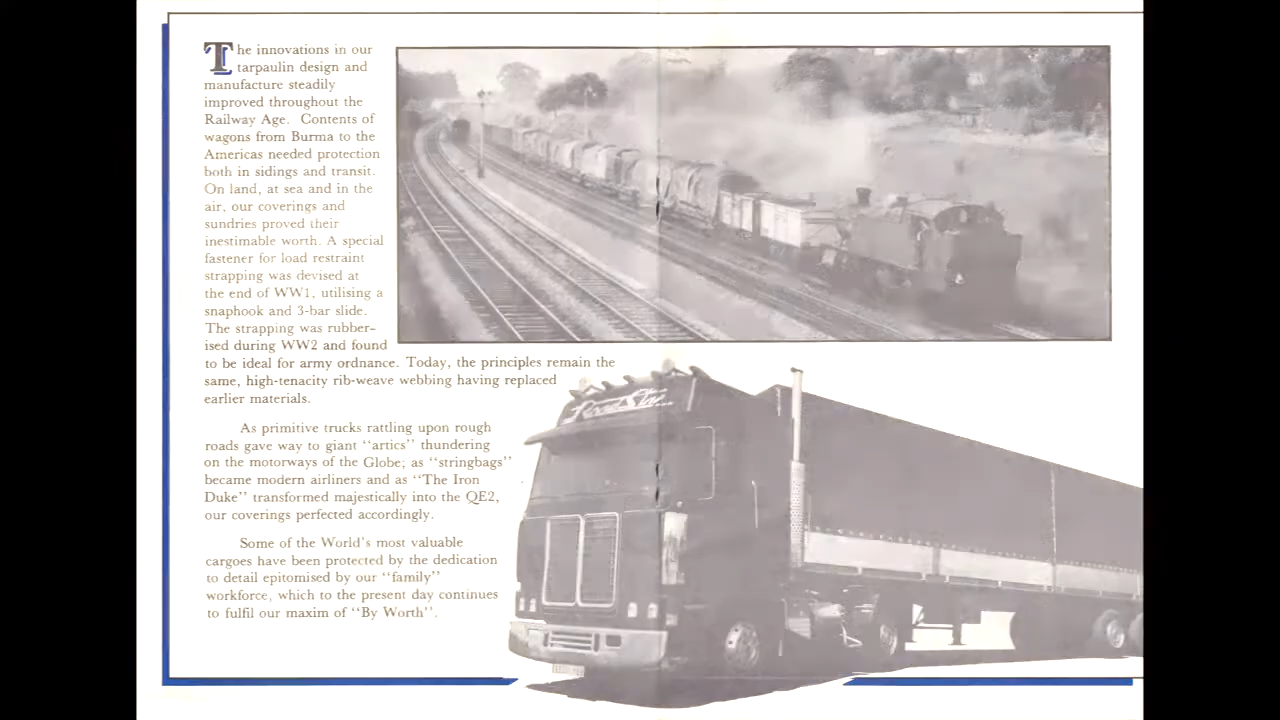 The innovations in our
tarpaulin design and
manufacture steadily
improved throughout the
Railway Age. Contents of
wagons from Burma to the
Americas needed protection
both in sidings and transit.
On land, at sea and in the
air, our coverings and
sundries proved their
inestimable worth. A special
fastener for load restraint
strapping was devised at
the end of WW1, utilising a
snaphook and 3-bar slide.
The strapping was rubber-
ised during WW2 and found
to be ideal for army ordnance. Today, the principles remain the
same, high-tenacity rib-weave webbing having replaced
earlier materials.
As primitive trucks rattling upon rough
roads gave way to giant "artics" thundering
on the motorways of the Globe; as "stringbags"
became modern airliners and as "The Iron
Duke" transformed majestically into the QE2,
our coverings perfected accordingly.
Some of the World's most valuable
cargoes have been protected by the dedication
to detail epitomised by our "family"
workforce, which to the present day continues
to fulfil our maxim of "By Worth".